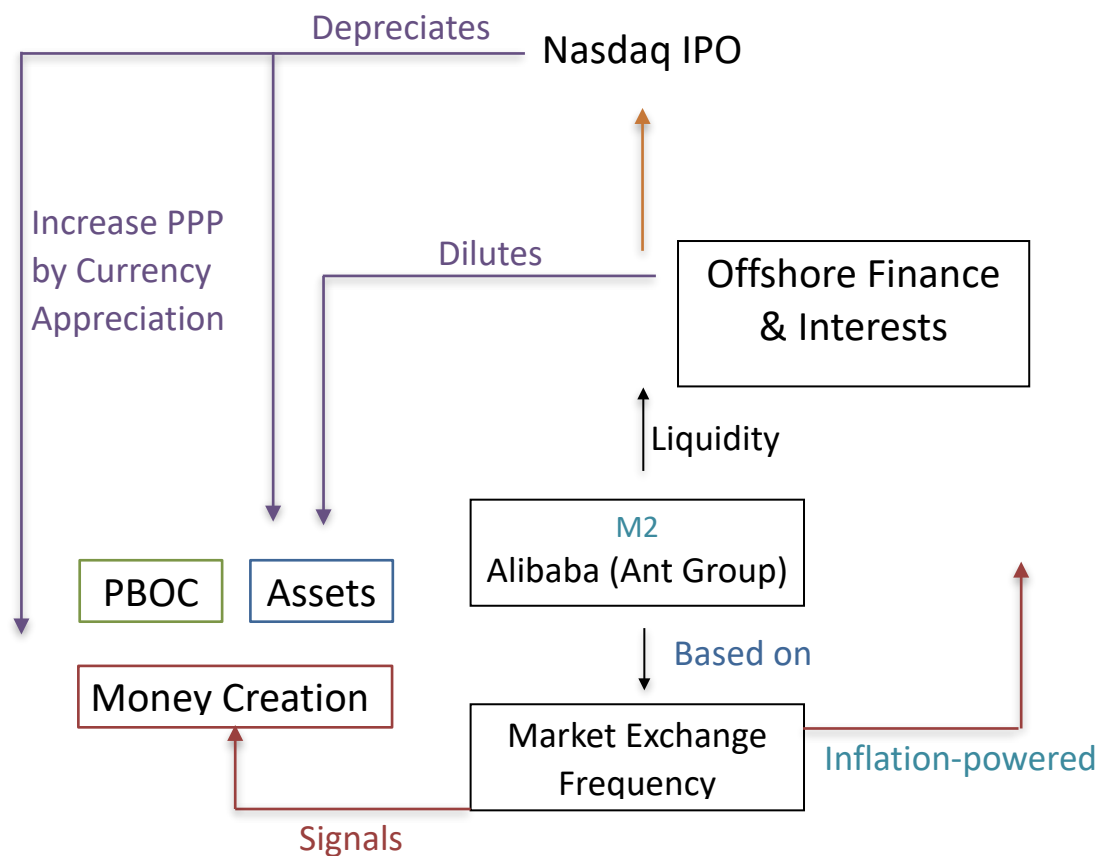 Depreciates
Nasdaq IPO
Increase PPP
by Currency
Appreciation
Dilutes
Offshore Finance
& Interests
Liquidity
M2
Alibaba (Ant Group)
PBOC
Assets
Based on
Money Creation
Market Exchange
Frequency
Inflation-powered
Signals